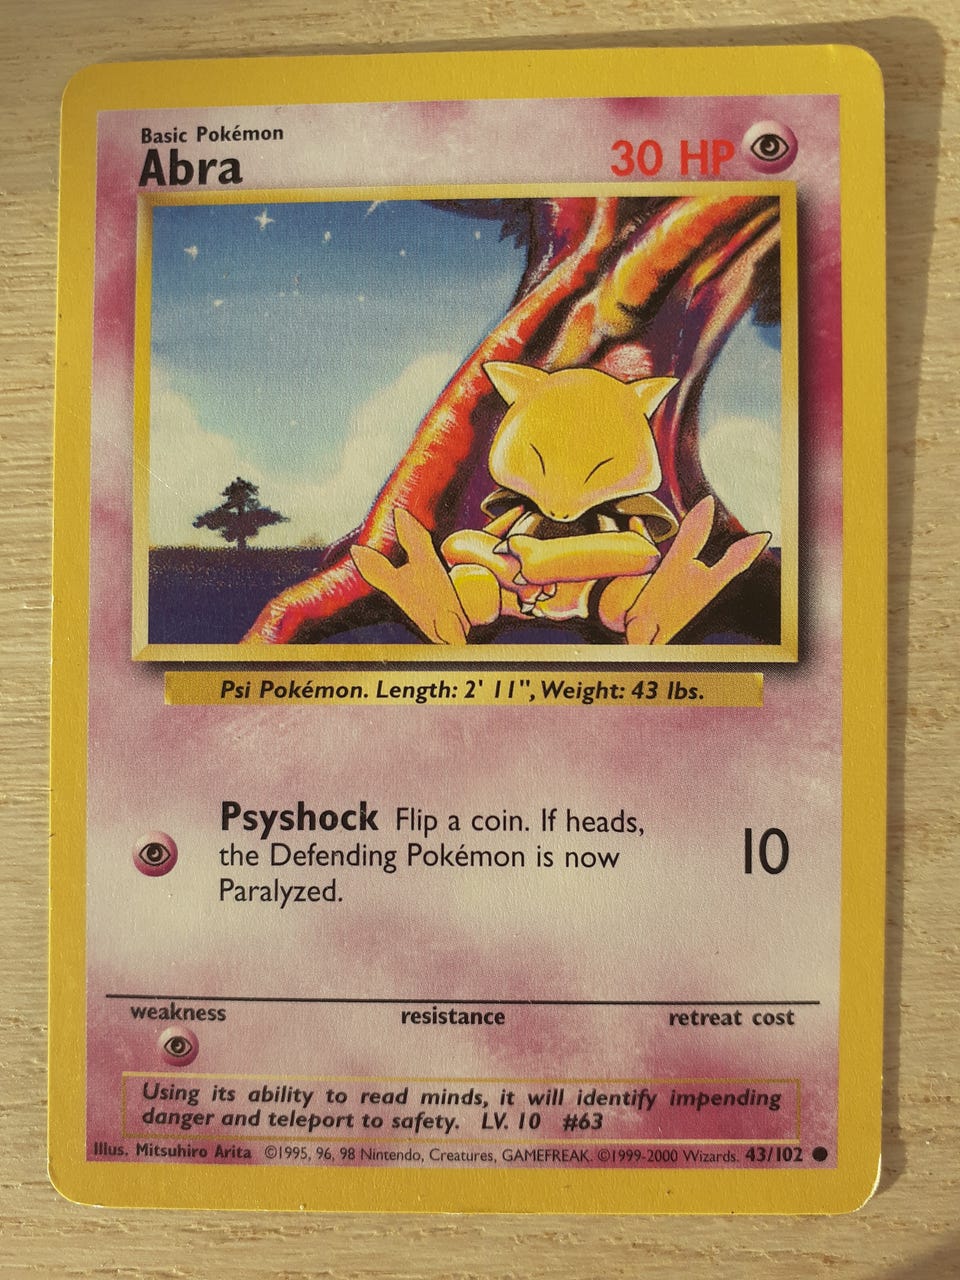 Basic Pokémon
Abra
30 HP
Psi Pokémon. Length: 2' 11", Weight: 43 lbs.
Psyshock Flip a coin. If heads,
the Defending Pokémon is now
Paralyzed.
10
weakness resistance retreat cost
Using its ability to read minds, it will identify impending
danger and teleport to safety. LV. 10 #63
Illus. Mitsuhiro Arita ©1995, 96, 98 Nintendo, Creatures, GAMEFREAK. ©1999-2000 Wizards. 43/102